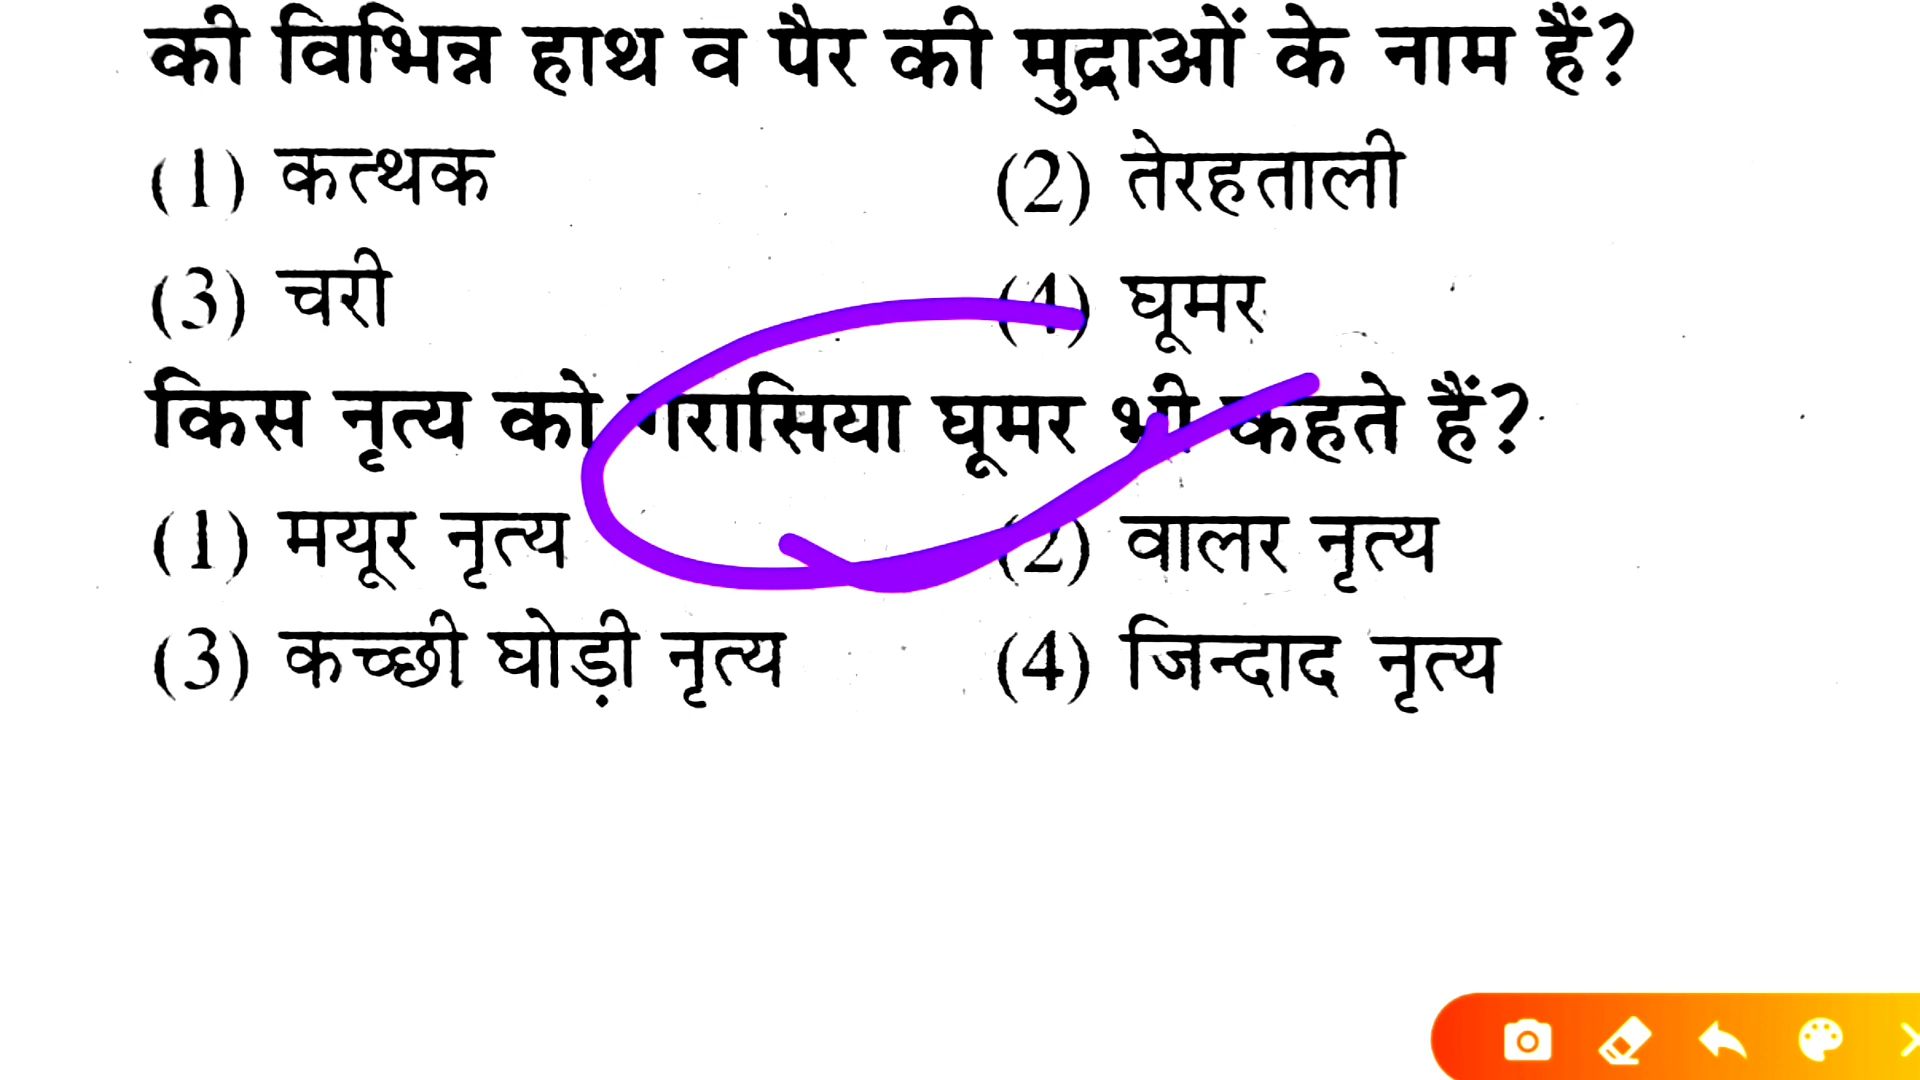 की विभिन्न हाथ व पैर की मुद्राओं के नाम हैं?
(1) कत्थक (2) तेरहताली
(3) चरी (4) घूमर
किस नृत्य को गरासिया घूमर भी कहते हैं?
(1) मयूर नृत्य (2) वालर नृत्य
(3) कच्छी घोड़ी नृत्य (4) जिन्दाद नृत्य